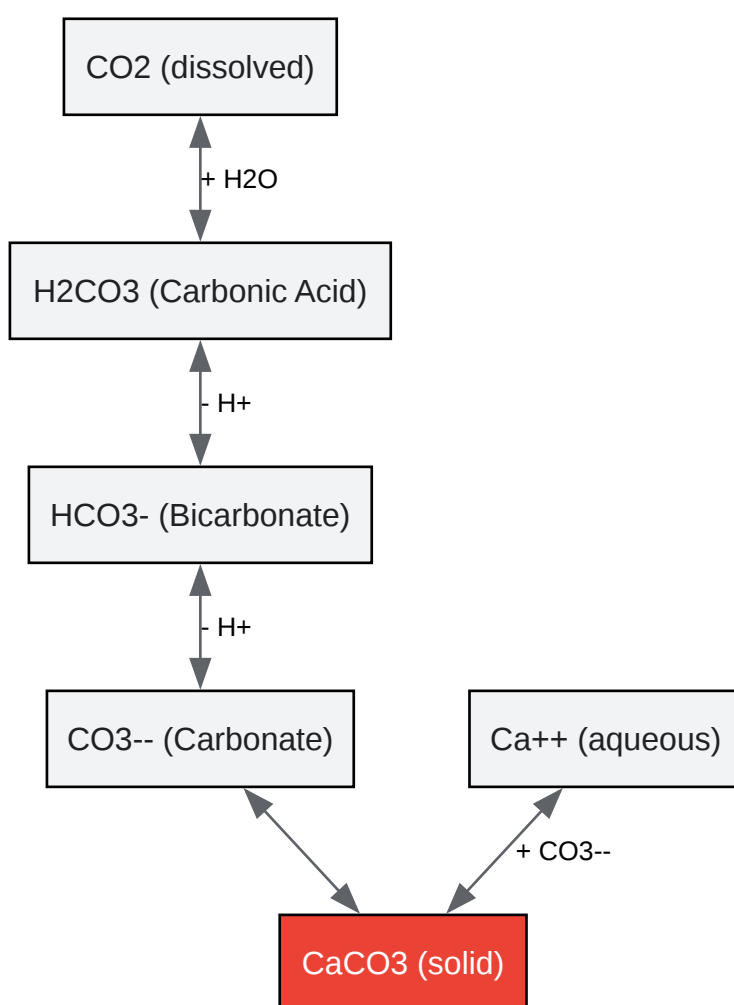 CO2 (dissolved)
+ H2O
H2CO3 (Carbonic Acid)
- H+
HCO3- (Bicarbonate)
- H+
CO3-- (Carbonate)
Ca++ (aqueous)
+ CO3--
CaCO3 (solid)